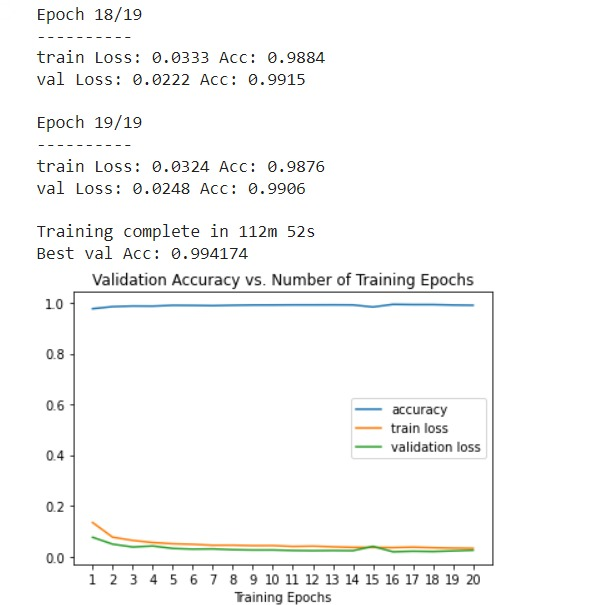 Epoch 18/19
----------
train Loss: 0.0333 Acc: 0.9884
val Loss: 0.0222 Acc: 0.9915
Epoch 19/19
----------
train Loss: 0.0324 Acc: 0.9876
val Loss: 0.0248 Acc: 0.9906
Training complete in 112m 52s
Best val Acc: 0.994174
Validation Accuracy vs. Number of Training Epochs
1.0
0.8
0.6
0.4
0.2
0.0
accuracy
train loss
validation loss
1 2 3 4 5 6 7 8 9 10 11 12 13 14 15 16 17 18 19 20
Training Epochs